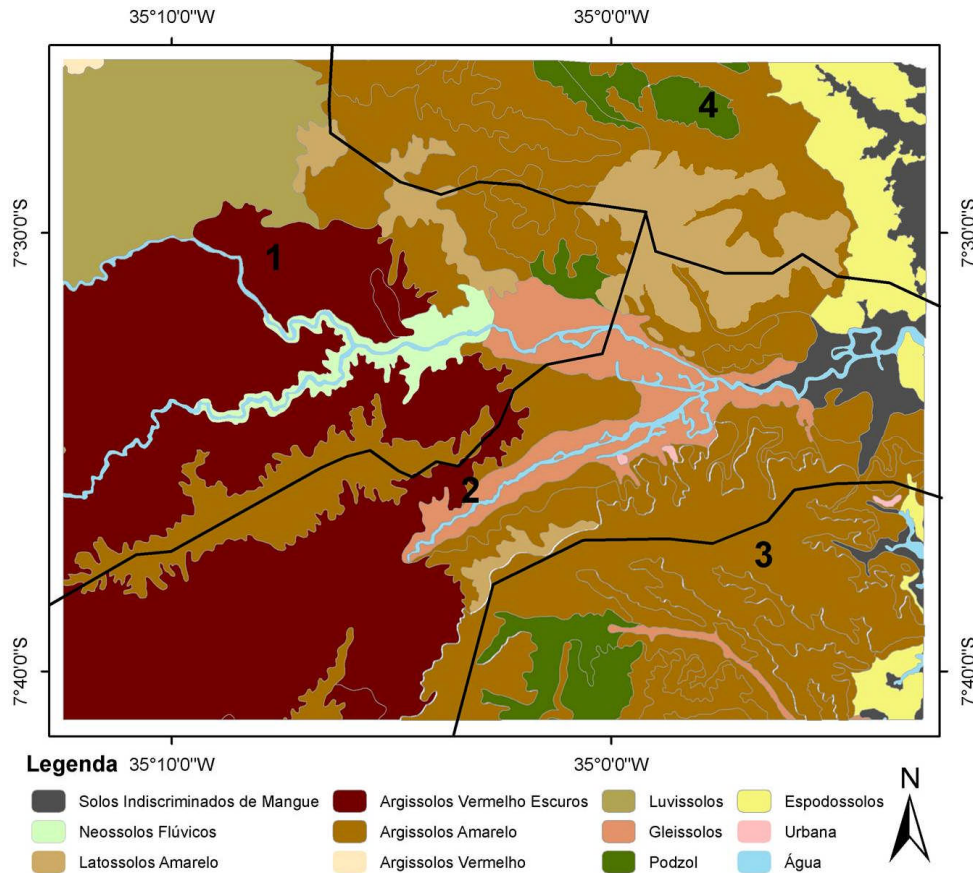 35°10'0"W 35°0'0"W
4
7°30'0"S 7°30'0"S
1
2
3
7°40'0"S 7°40'0"S
35°10'0"W 35°0'0"W
Legenda
N
Solos Indiscriminados de Mangue Argissolos Vermelho Escuros Luvissolos Espodossolos
Neossolos Flúvicos Argissolos Amarelo Gleissolos Urbana
Latossolos Amarelo Argissolos Vermelho Podzol Água